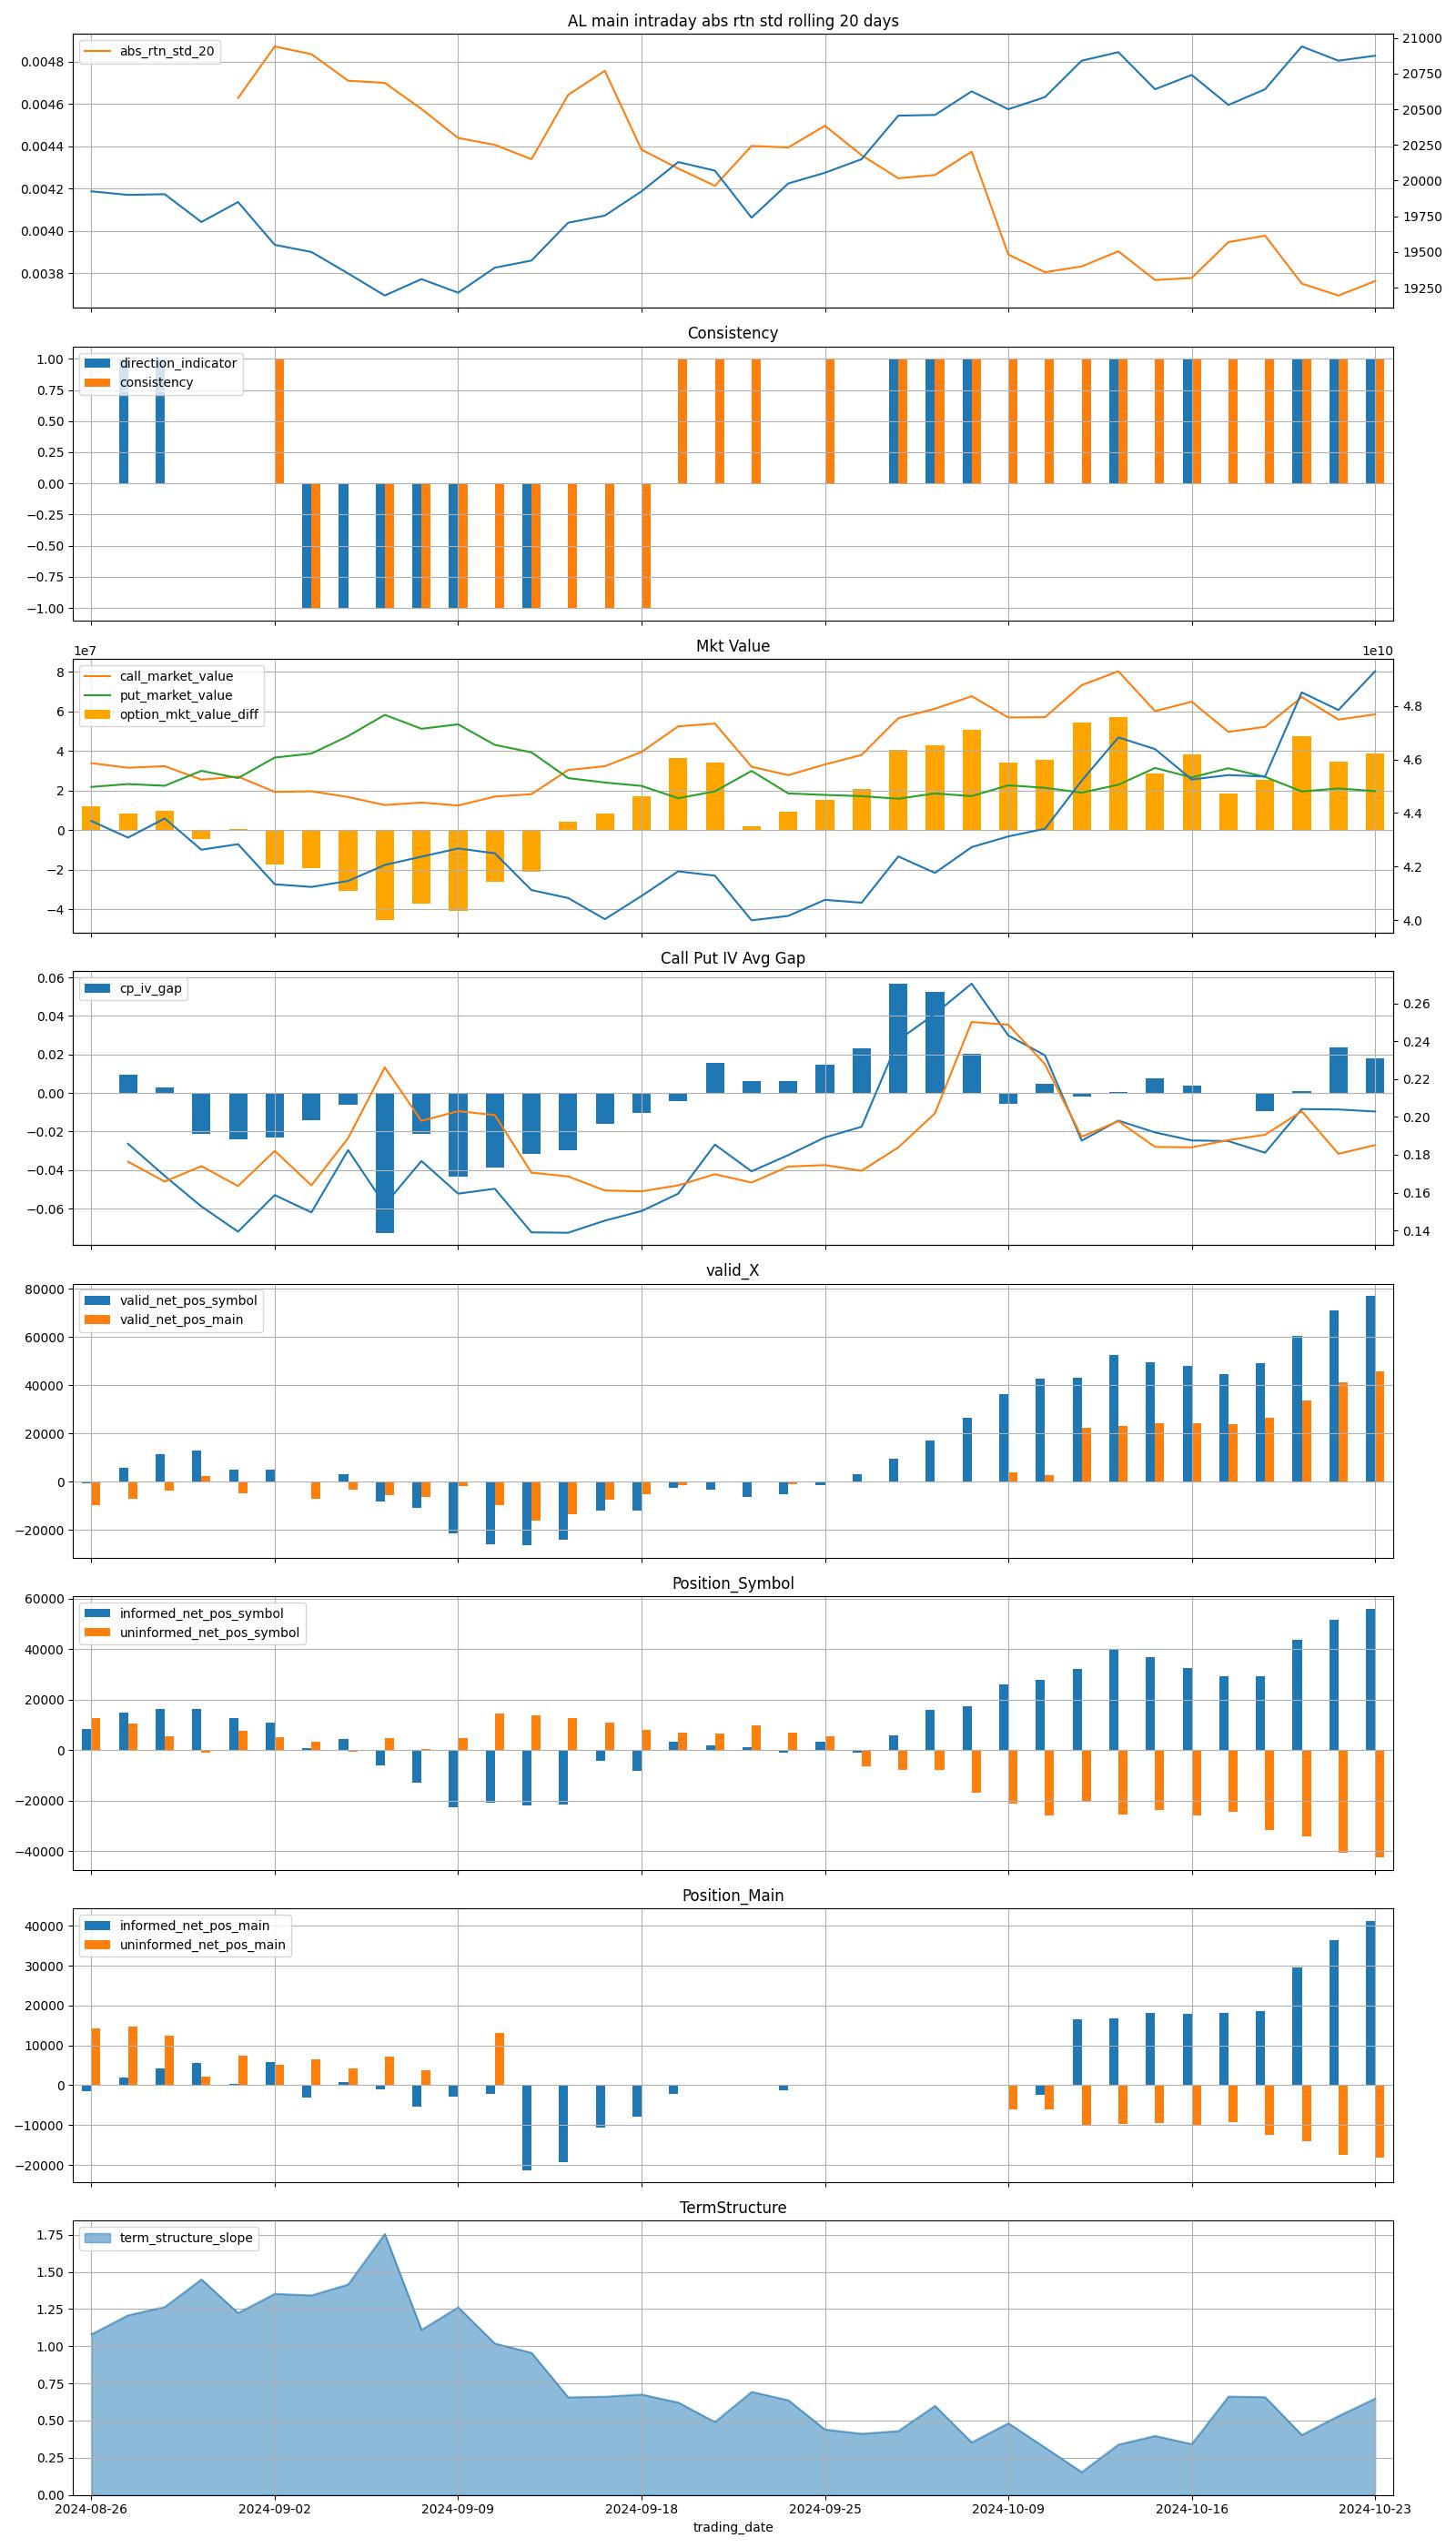 AL main intraday abs rtn std rolling 20 days
abs_rtn_std_20
0.0048
0.0046
0.0044
0.0042
0.0040
0.0038
21000
20750
20500
20250
20000
19750
19500
19250
Consistency
direction_indicator
consistency
1.00
0.75
0.50
0.25
0.00
−0.25
−0.50
−0.75
−1.00
Mkt Value
1e7
1e10
call_market_value
put_market_value
option_mkt_value_diff
8
6
4
2
0
−2
−4
4.8
4.6
4.4
4.2
4.0
Call Put IV Avg Gap
cp_iv_gap
0.06
0.04
0.02
0.00
−0.02
−0.04
−0.06
0.26
0.24
0.22
0.20
0.18
0.16
0.14
valid_X
valid_net_pos_symbol
valid_net_pos_main
80000
60000
40000
20000
0
−20000
Position_Symbol
informed_net_pos_symbol
uninformed_net_pos_symbol
60000
40000
20000
0
−20000
−40000
Position_Main
informed_net_pos_main
uninformed_net_pos_main
40000
30000
20000
10000
0
−10000
−20000
TermStructure
term_structure_slope
1.75
1.50
1.25
1.00
0.75
0.50
0.25
0.00
2024-08-26 2024-09-02 2024-09-09 2024-09-18 2024-09-25 2024-10-09 2024-10-16 2024-10-23
trading_date